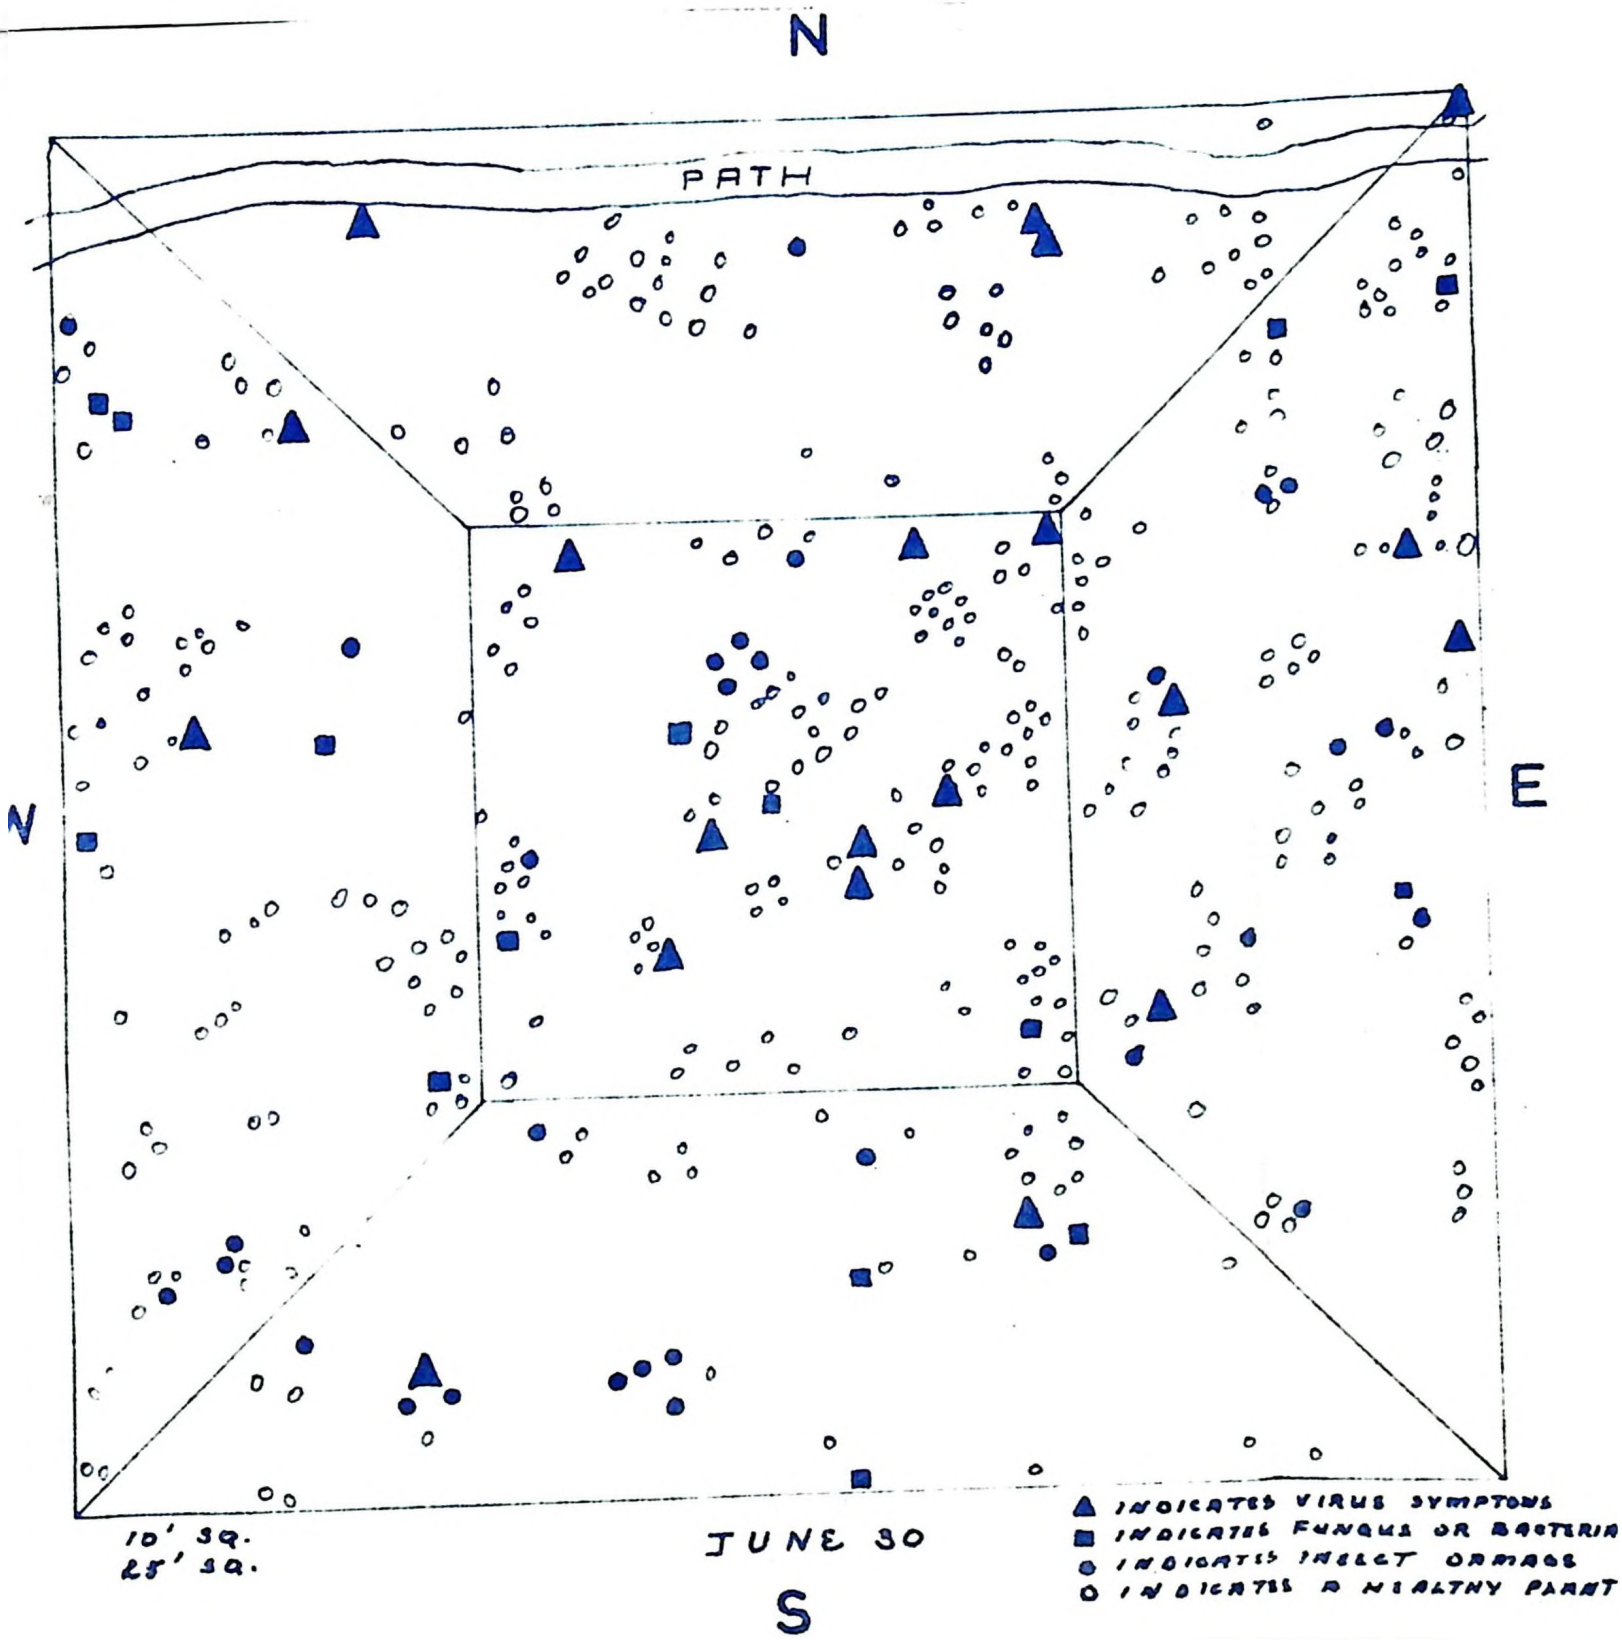 N
PATH
W
E
10' SQ.
25' SQ.
JUNE 30
S
INDICATES VIRUS SYMPTOMS
INDICATES FUNGUS OR BACTERIA
INDICATES INSECT DAMAGE
INDICATES A HEALTHY PLANT